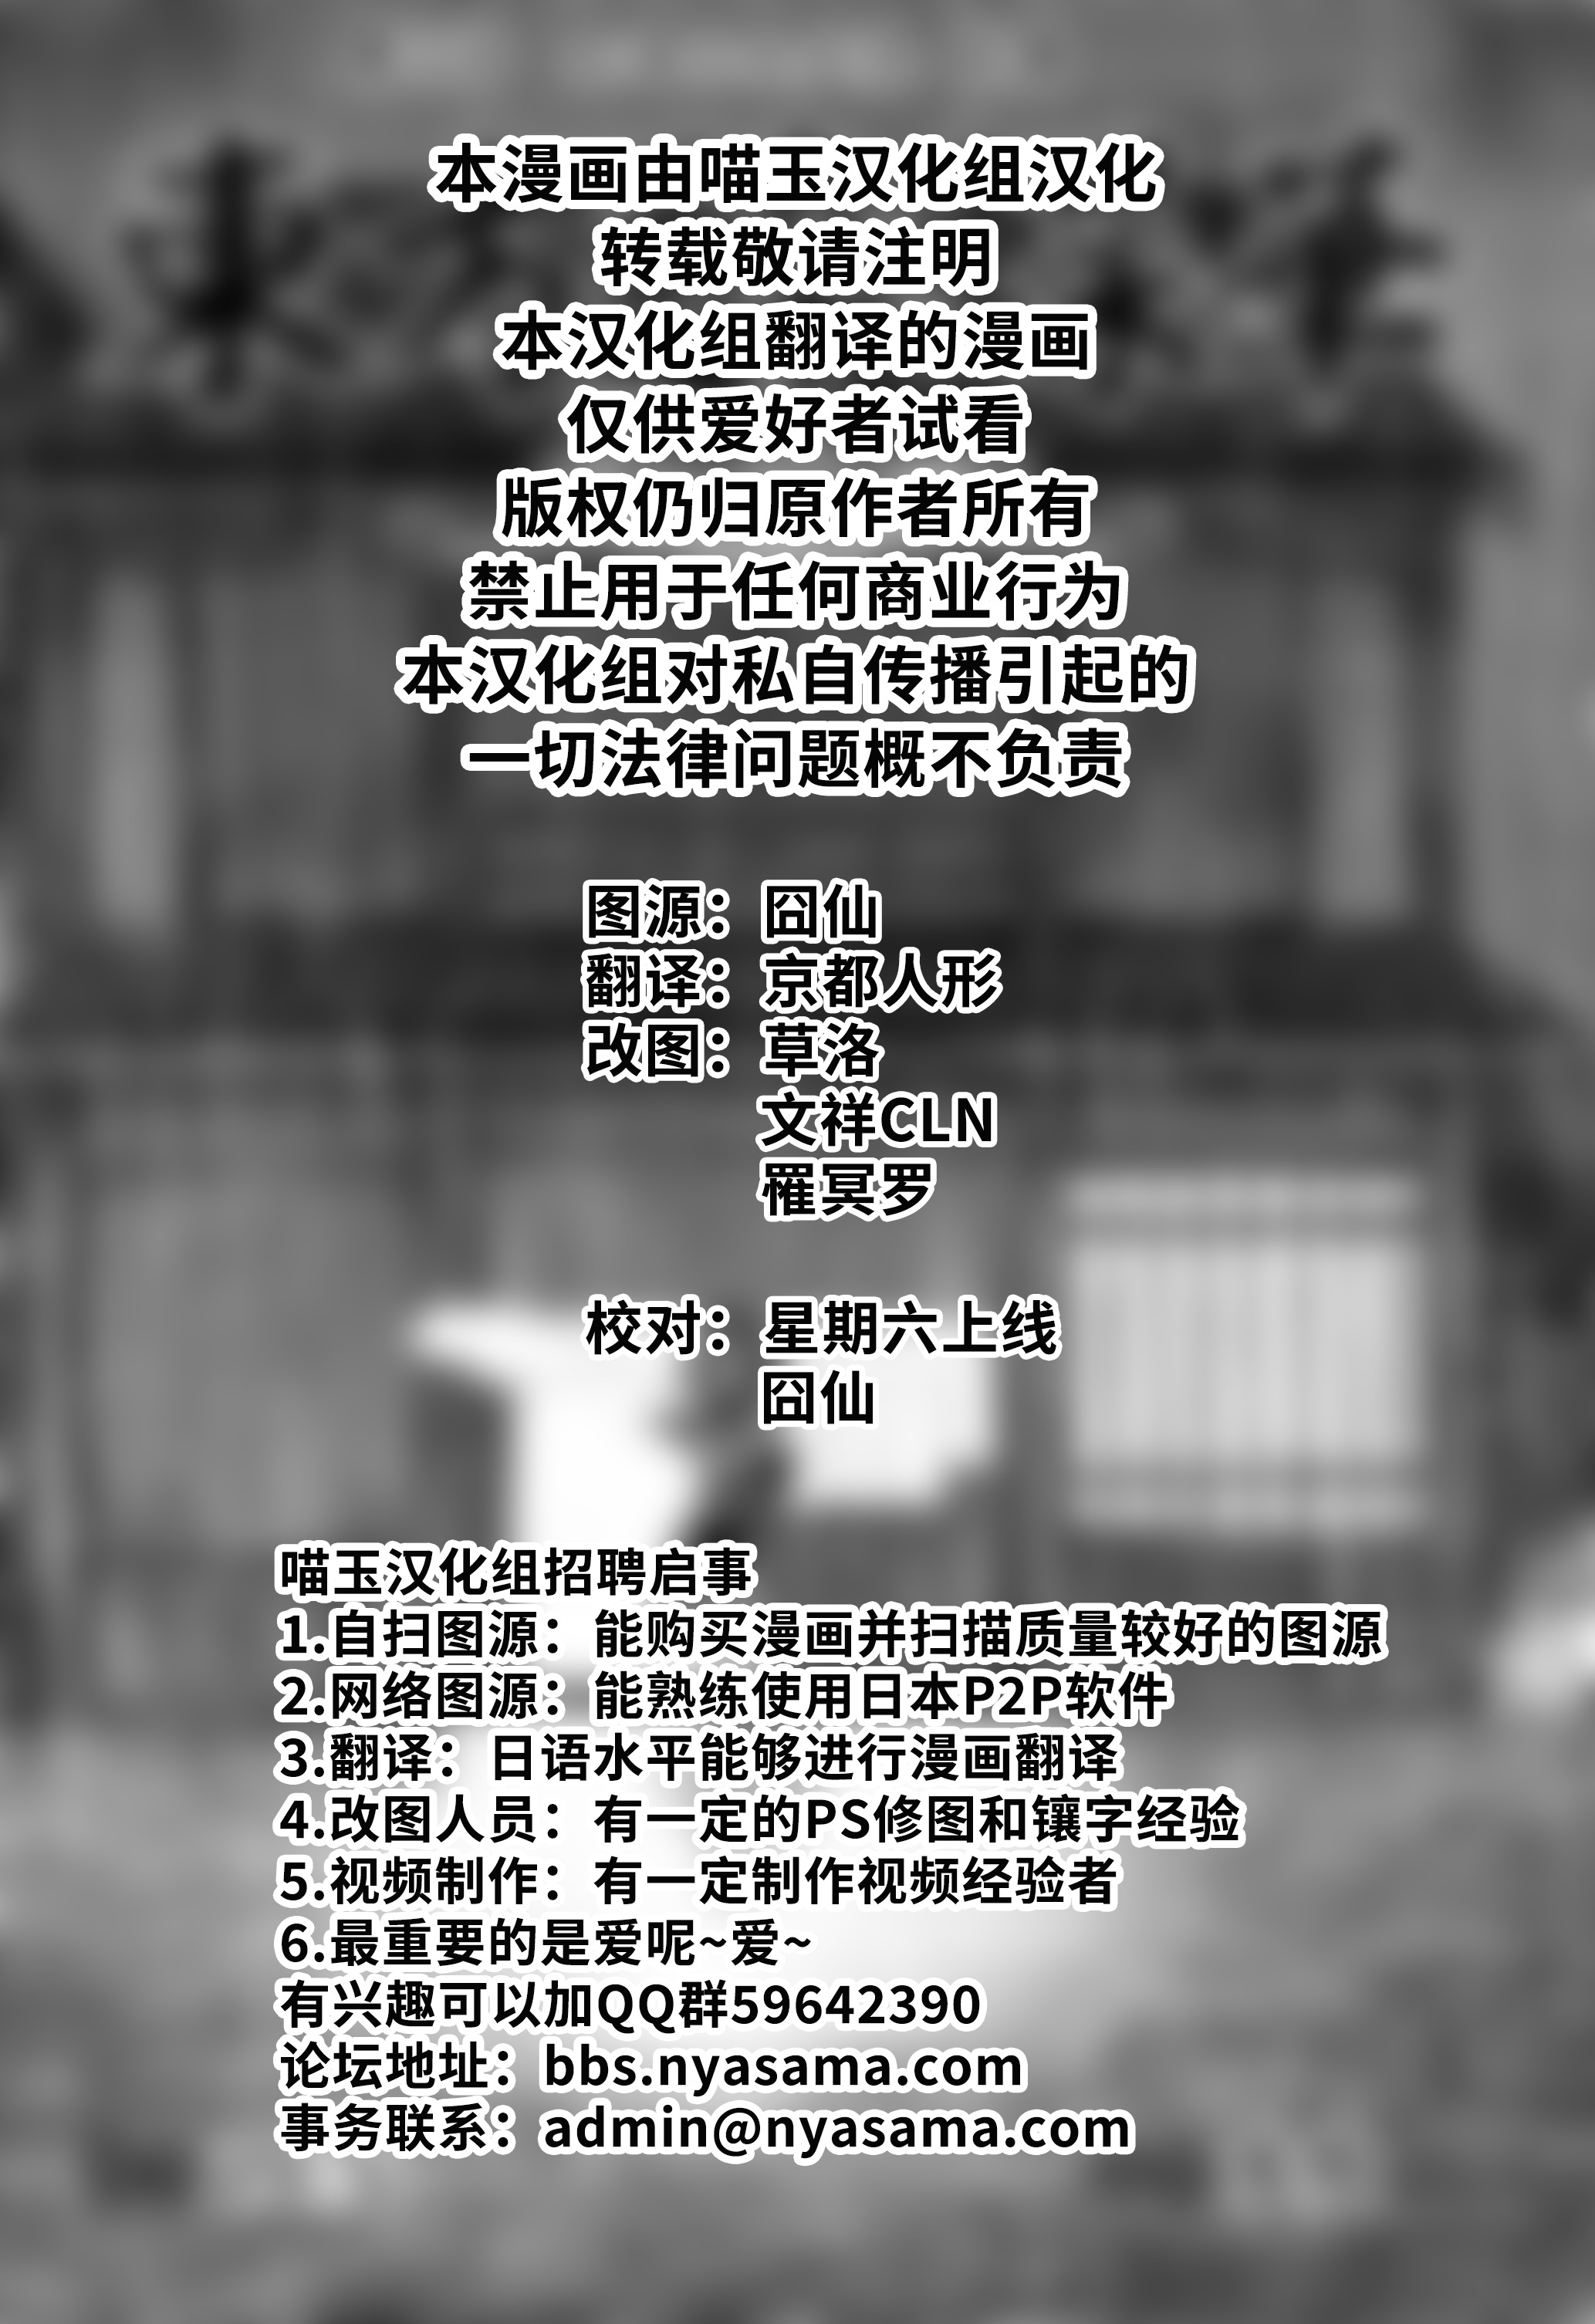 本漫画由喵玉汉化组汉化
转载敬请注明
本汉化组翻译的漫画
仅供爱好者试看
版权仍归原作者所有
禁止用于任何商业行为
本汉化组对私自传播引起的
一切法律问题概不负责
图源：囧仙
翻译：京都人形
改图：草洛
文祥CLN
罹冥罗
校对：星期六上线
囧仙
喵玉汉化组招聘启事
1.自扫图源：能购买漫画并扫描质量较好的图源
2.网络图源：能熟练使用日本P2P软件
3.翻译：日语水平能够进行漫画翻译
4.改图人员：有一定的PS修图和镶字经验
5.视频制作：有一定制作视频经验者
6.最重要的是爱呢~爱~
有兴趣可以加QQ群59642390
论坛地址：bbs.nyasama.com
事务联系：admin@nyasama.com